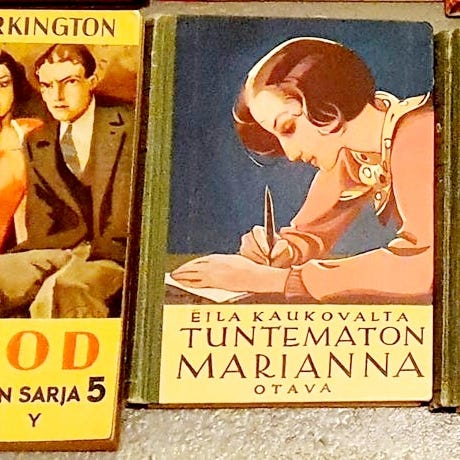 RKINGTON
OD
N SARJA 5
Y
EILA KAUKOVALTA
TUNTEMATON
MARIANNA
OTAVA